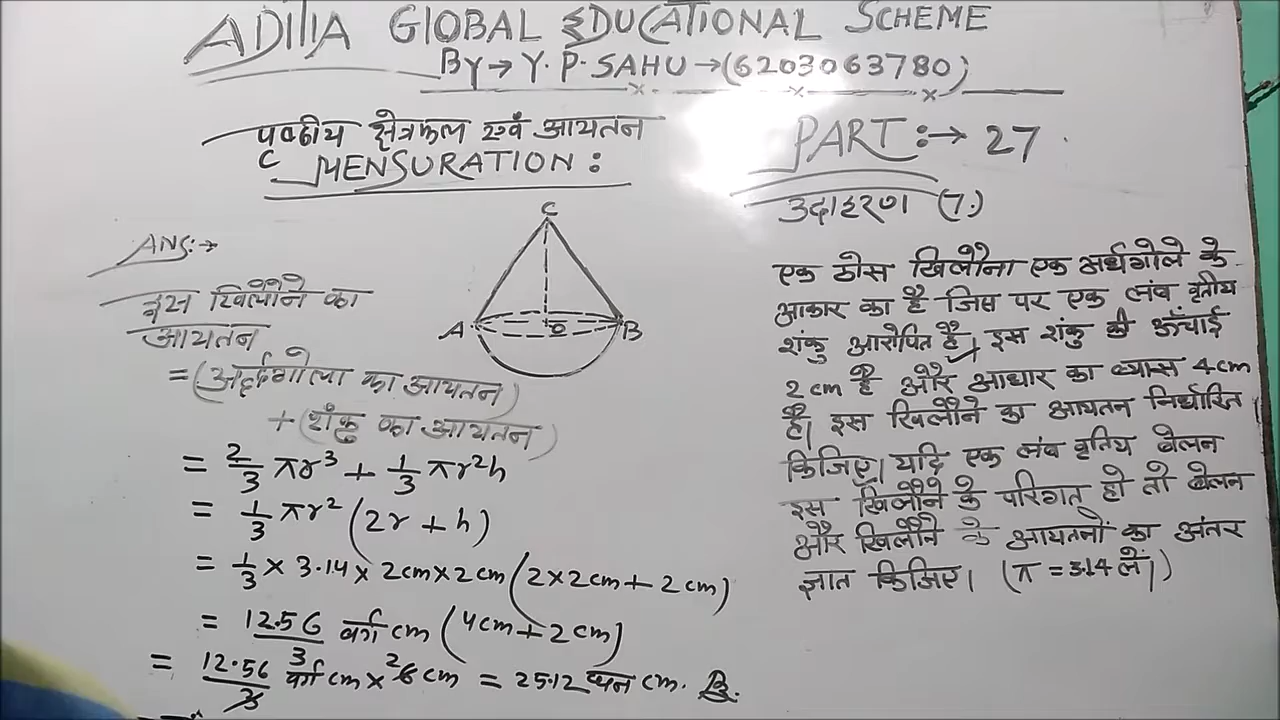 ADITIA GLOBAL EDUCATIONAL SCHEME
By → Y. P. SAHU → (6203063780)
पृष्ठीय क्षेत्रफल एवं आयतन
MENSURATION :
PART :→ 27
उदाहरण (7.)
एक ठोस खिलौना एक अर्धगोले के
आकार का है जिस पर एक लंब वृतीय
शंकु आरोपित है। इस शंकु की ऊँचाई
2 cm है और आधार का व्यास 4cm
है। इस खिलौने का आयतन निर्धारित
किजिए। यदि एक लंब वृतिय बेलन
इस खिलौने के परिगत हो तो बेलन
और खिलौने के आयतनों का अंतर
ज्ञात किजिए। (π = 3.14 लें।)
ANS:→
इस खिलौने का
आयतन
C
A
O
B
= (अर्द्धगोला का आयतन)
+ (शंकु का आयतन)
= 2/3 πr³ + 1/3 πr²h
= 1/3 πr² (2r + h)
= 1/3 × 3.14 × 2cm × 2cm (2×2cm + 2cm)
= 12.56/3 वर्ग cm (4cm + 2cm)
= 12.56/3 वर्ग cm × 6 2 cm = 25.12 घन cm.